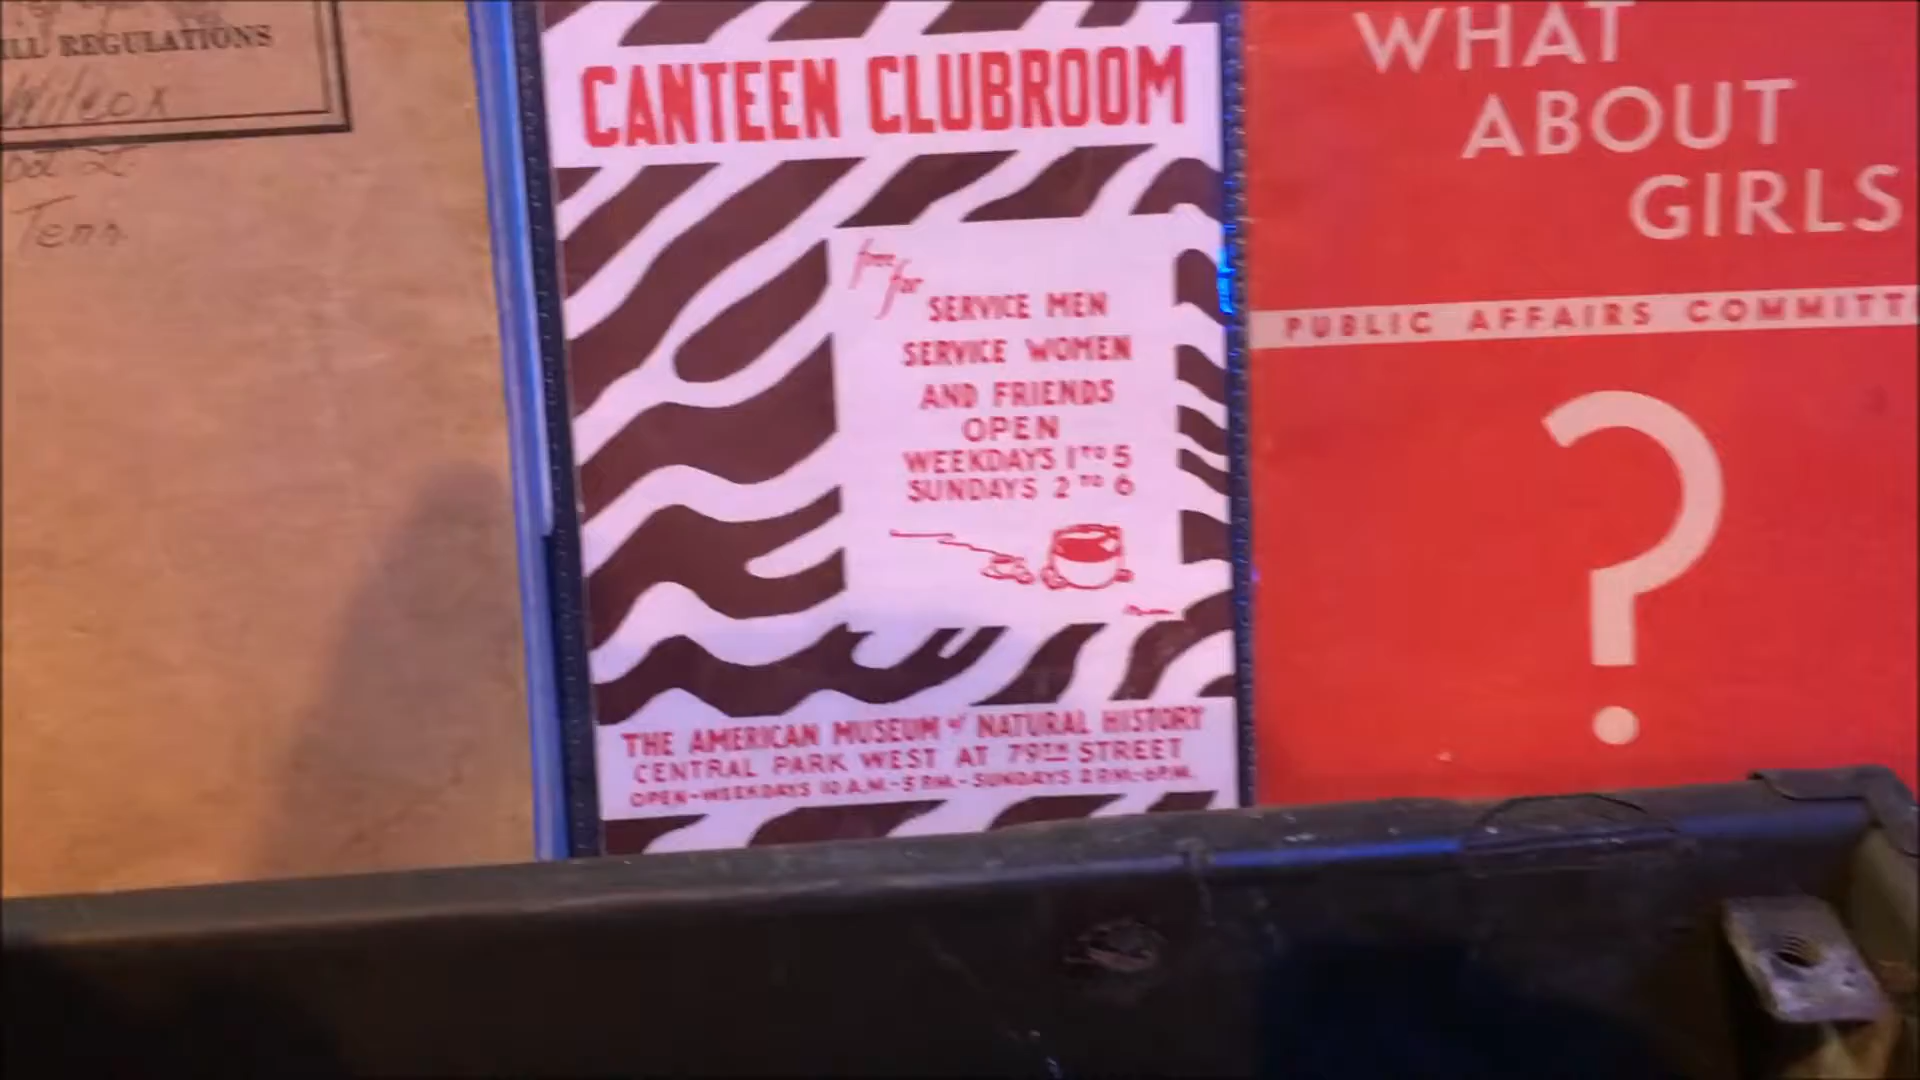 ILL REGULATIONS
Wilcox
Tenn.
CANTEEN CLUBROOM
free
for
SERVICE MEN
SERVICE WOMEN
AND FRIENDS
OPEN
WEEKDAYS 1 TO 5
SUNDAYS 2 TO 6
THE AMERICAN MUSEUM of NATURAL HISTORY
CENTRAL PARK WEST AT 79TH STREET
OPEN-WEEKDAYS 10 A.M.-5 P.M.-SUNDAYS 2 P.M.-6 P.M.
WHAT
ABOUT
GIRLS
PUBLIC AFFAIRS COMMITT
?